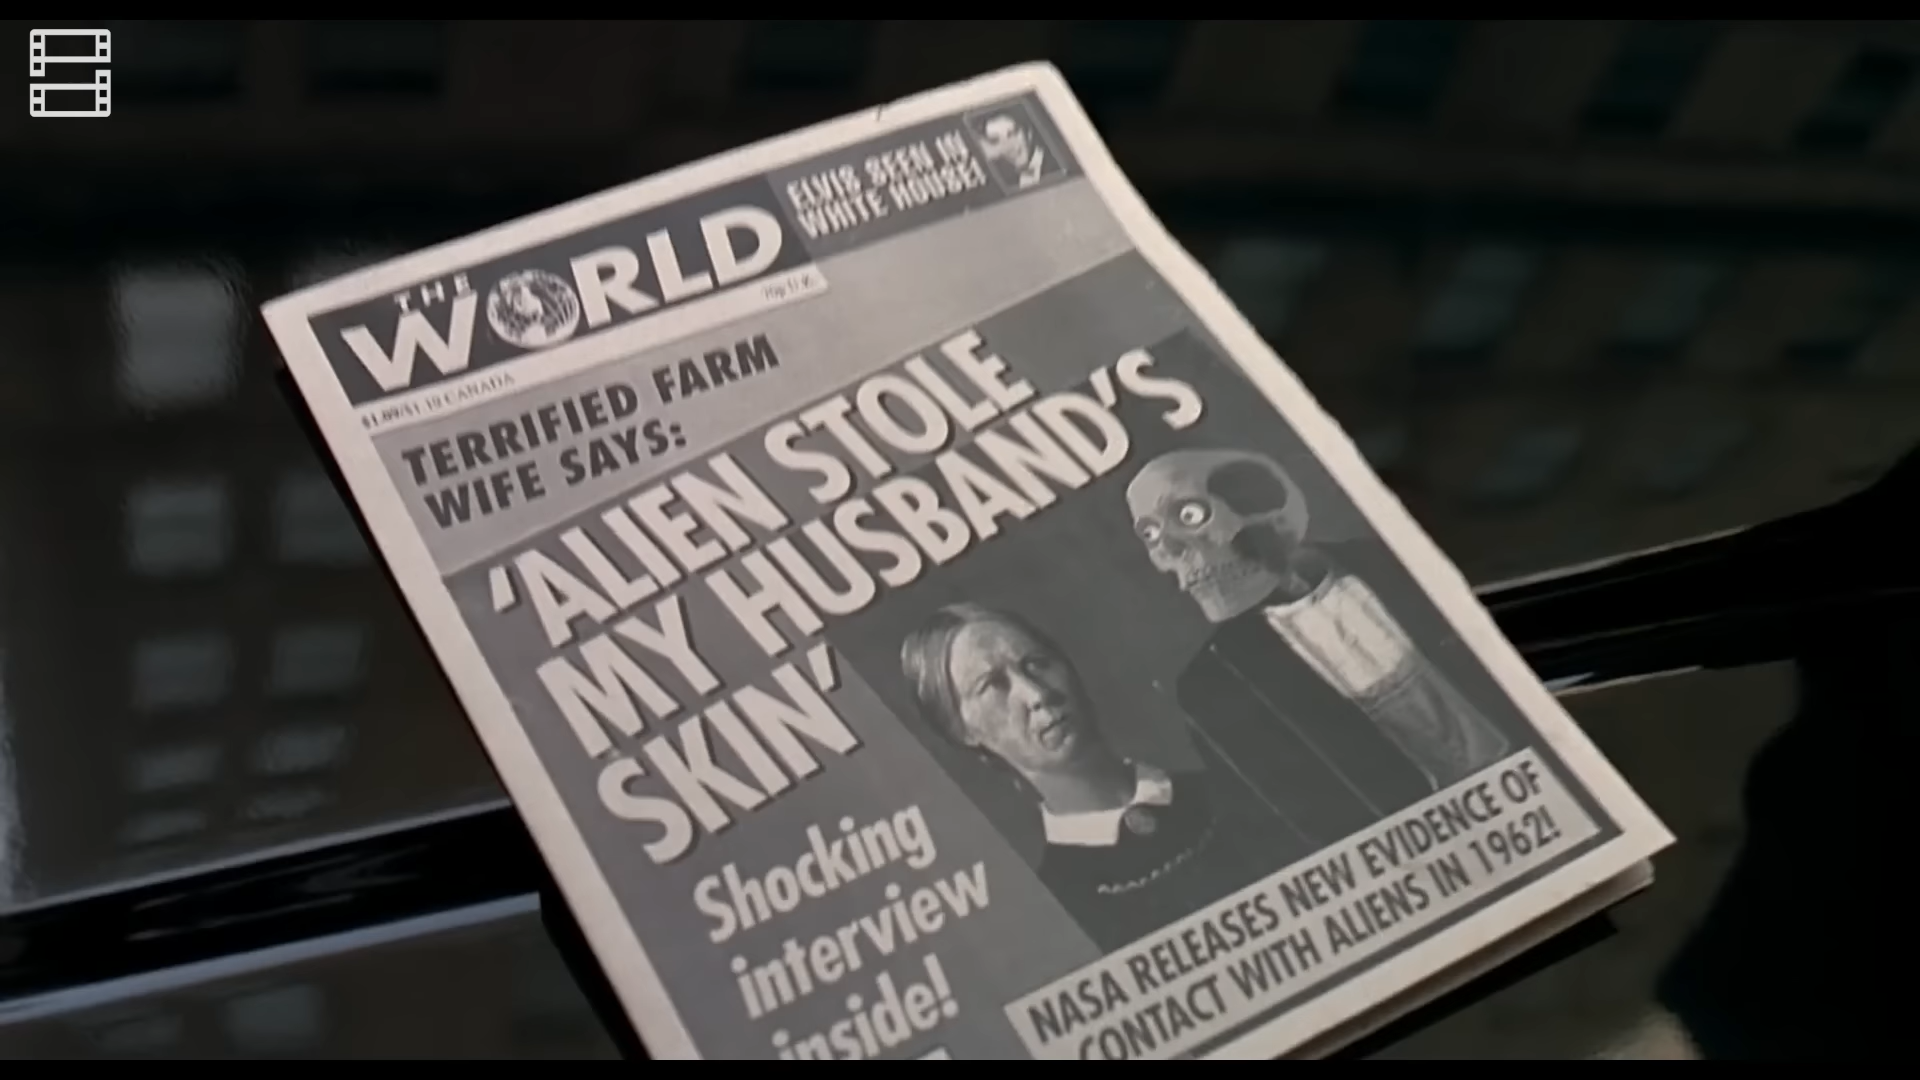 THE
WORLD
ELVIS SEEN IN
WHITE HOUSE!
CANADA
TERRIFIED FARM
WIFE SAYS:
'ALIEN STOLE
MY HUSBAND'S
SKIN'
Shocking
interview
inside!
NASA RELEASES NEW EVIDENCE OF
CONTACT WITH ALIENS IN 1962!